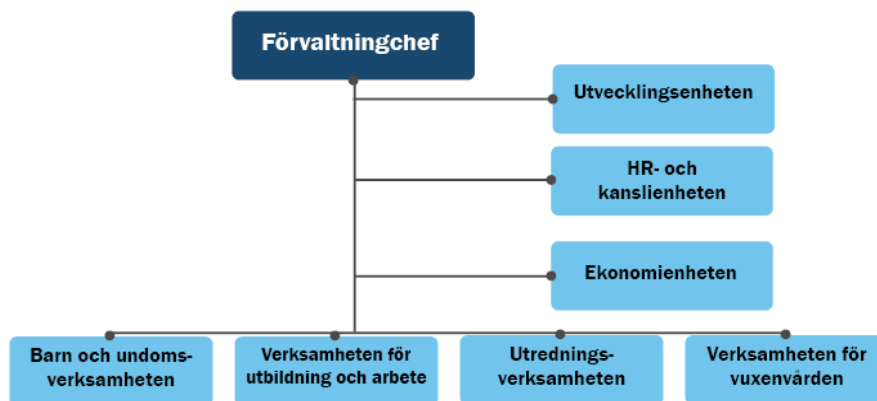 Förvaltningchef
Utvecklingsenheten
HR- och
kanslienheten
Ekonomienheten
Barn och undoms-
verksamheten
Verksamheten för
utbildning och arbete
Utrednings-
verksamheten
Verksamheten för
vuxenvården